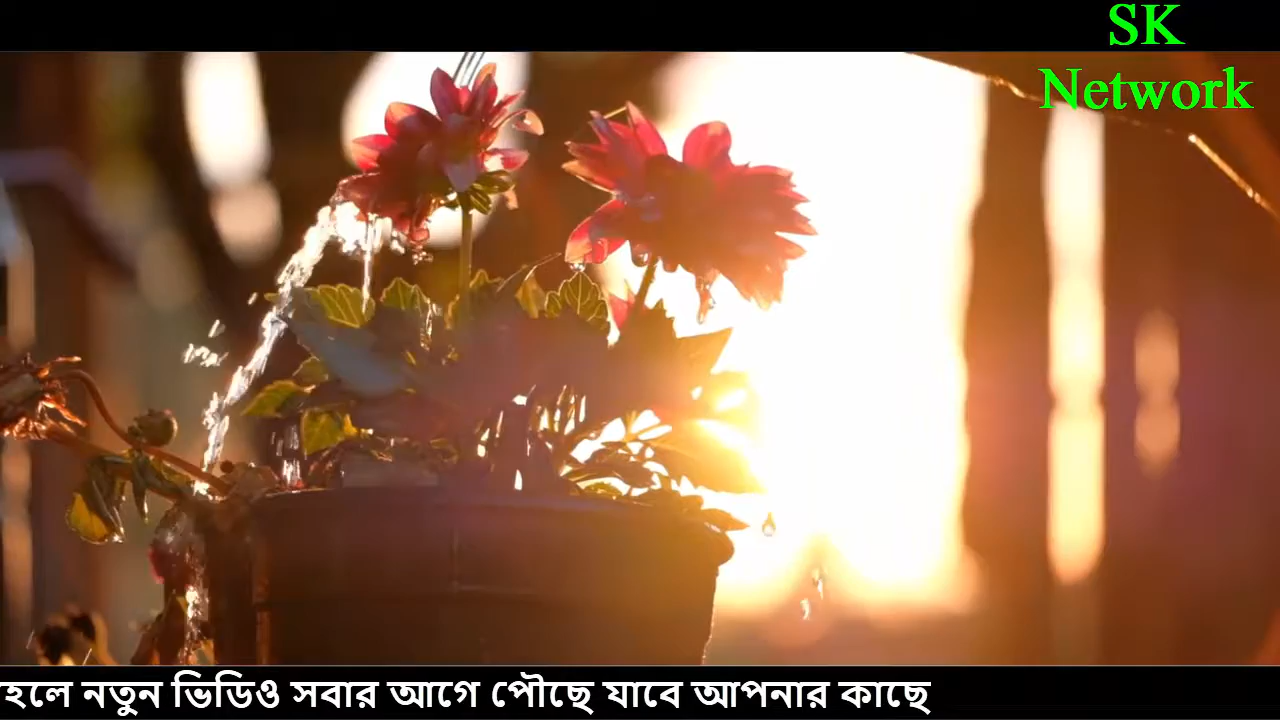 SK
Network
হলে নতুন ভিডিও সবার আগে পৌছে যাবে আপনার কাছে